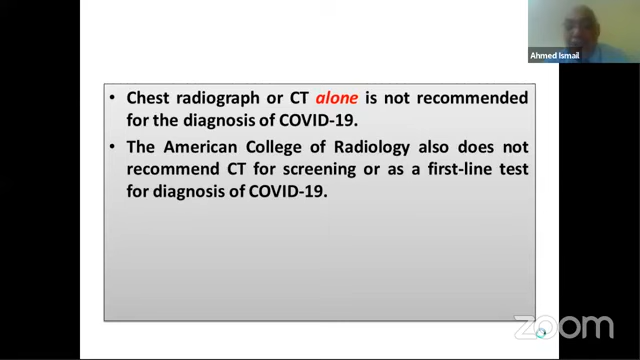 Ahmed Ismail
• Chest radiograph or CT alone is not recommended
for the diagnosis of COVID-19.
• The American College of Radiology also does not
recommend CT for screening or as a first-line test
for diagnosis of COVID-19.
zoom